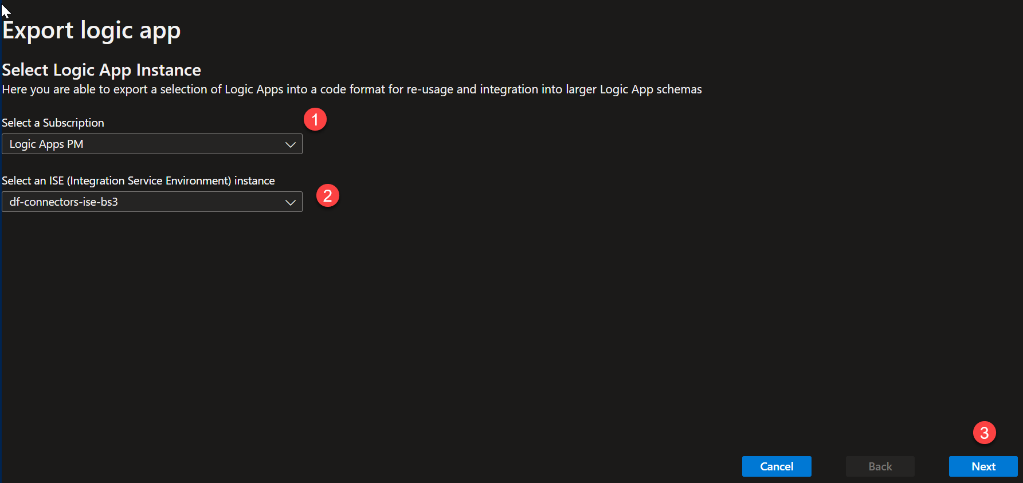 Export logic app
Select Logic App Instance
Here you are able to export a selection of Logic Apps into a code format for re-usage and integration into larger Logic App schemas
Select a Subscription
1
Logic Apps PM
Select an ISE (Integration Service Environment) instance
2
df-connectors-ise-bs3
3
Cancel
Back
Next